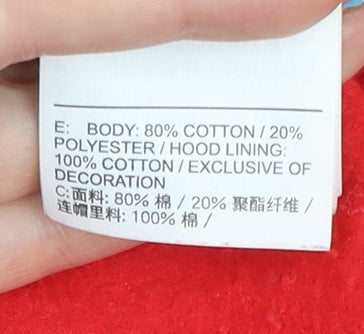 E: BODY: 80% COTTON / 20%
POLYESTER / HOOD LINING:
100% COTTON / EXCLUSIVE OF
DECORATION
C:面料: 80% 棉 / 20% 聚酯纤维 /
连帽里料: 100% 棉 /